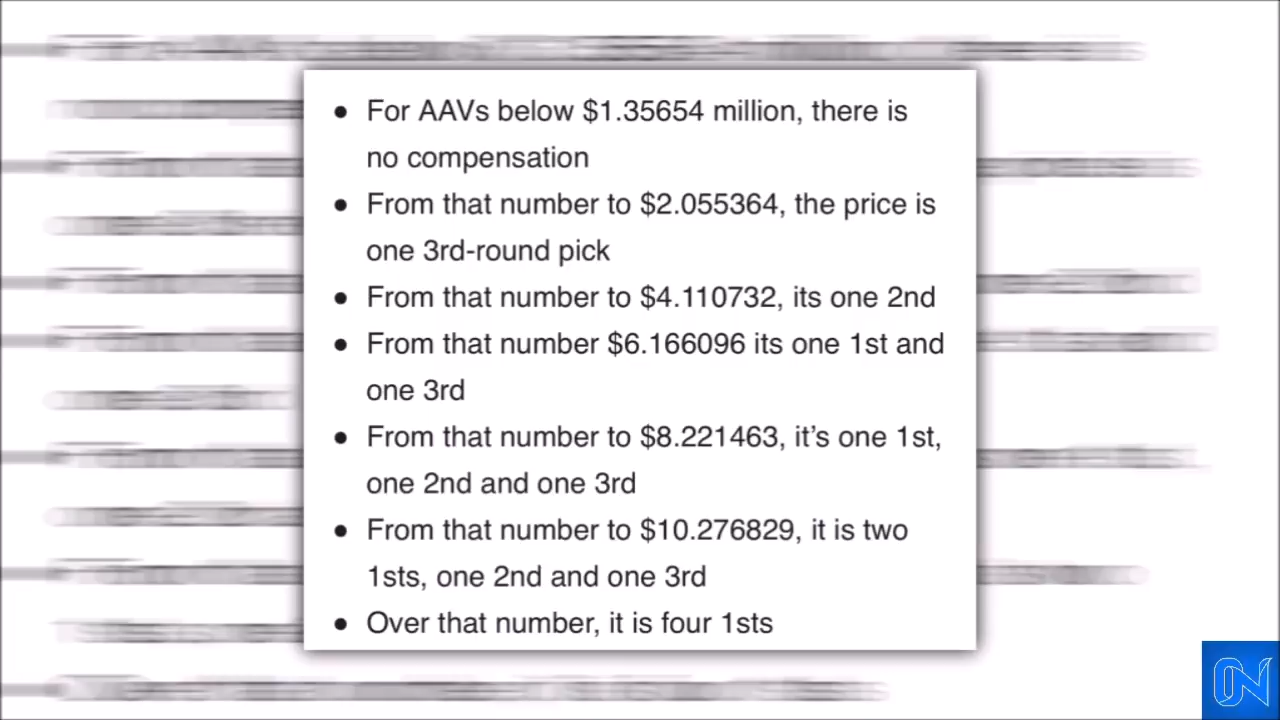 ● For AAVs below $1.35654 million, there is
no compensation
● From that number to $2.055364, the price is
one 3rd-round pick
● From that number to $4.110732, its one 2nd
● From that number $6.166096 its one 1st and
one 3rd
● From that number to $8.221463, it’s one 1st,
one 2nd and one 3rd
● From that number to $10.276829, it is two
1sts, one 2nd and one 3rd
● Over that number, it is four 1sts